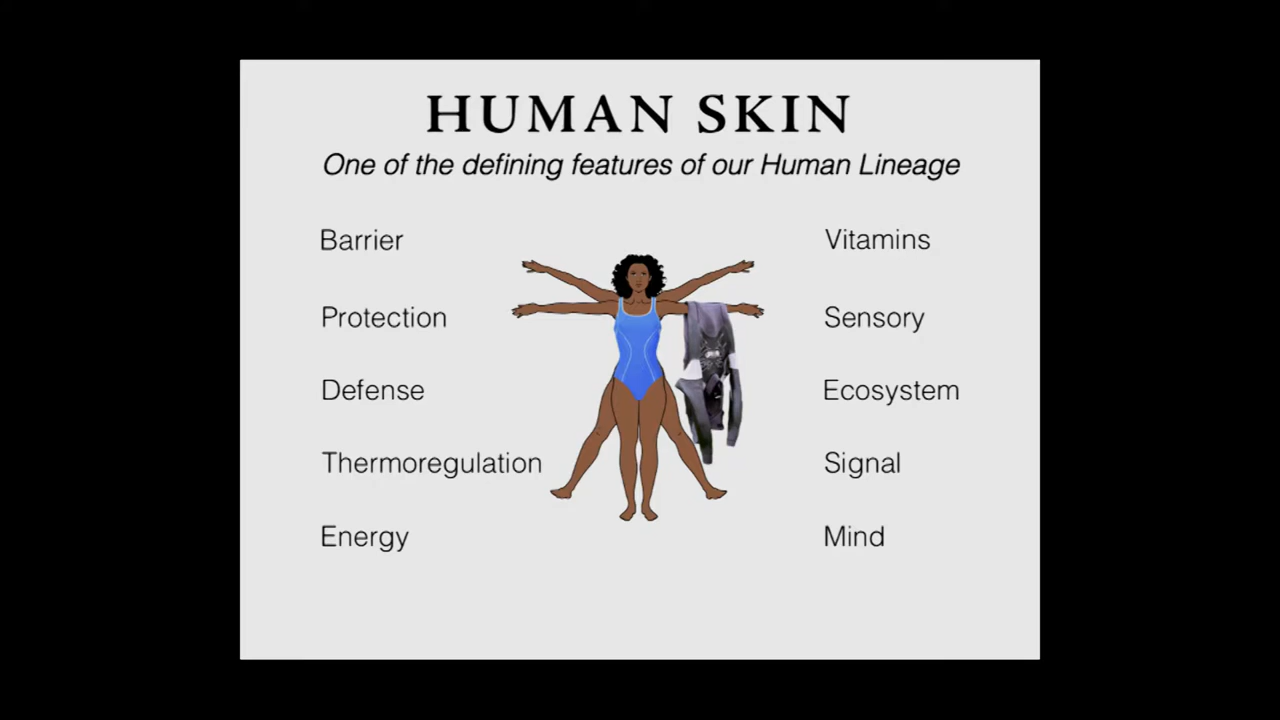 HUMAN SKIN
One of the defining features of our Human Lineage
Barrier
Protection
Defense
Thermoregulation
Energy
Vitamins
Sensory
Ecosystem
Signal
Mind